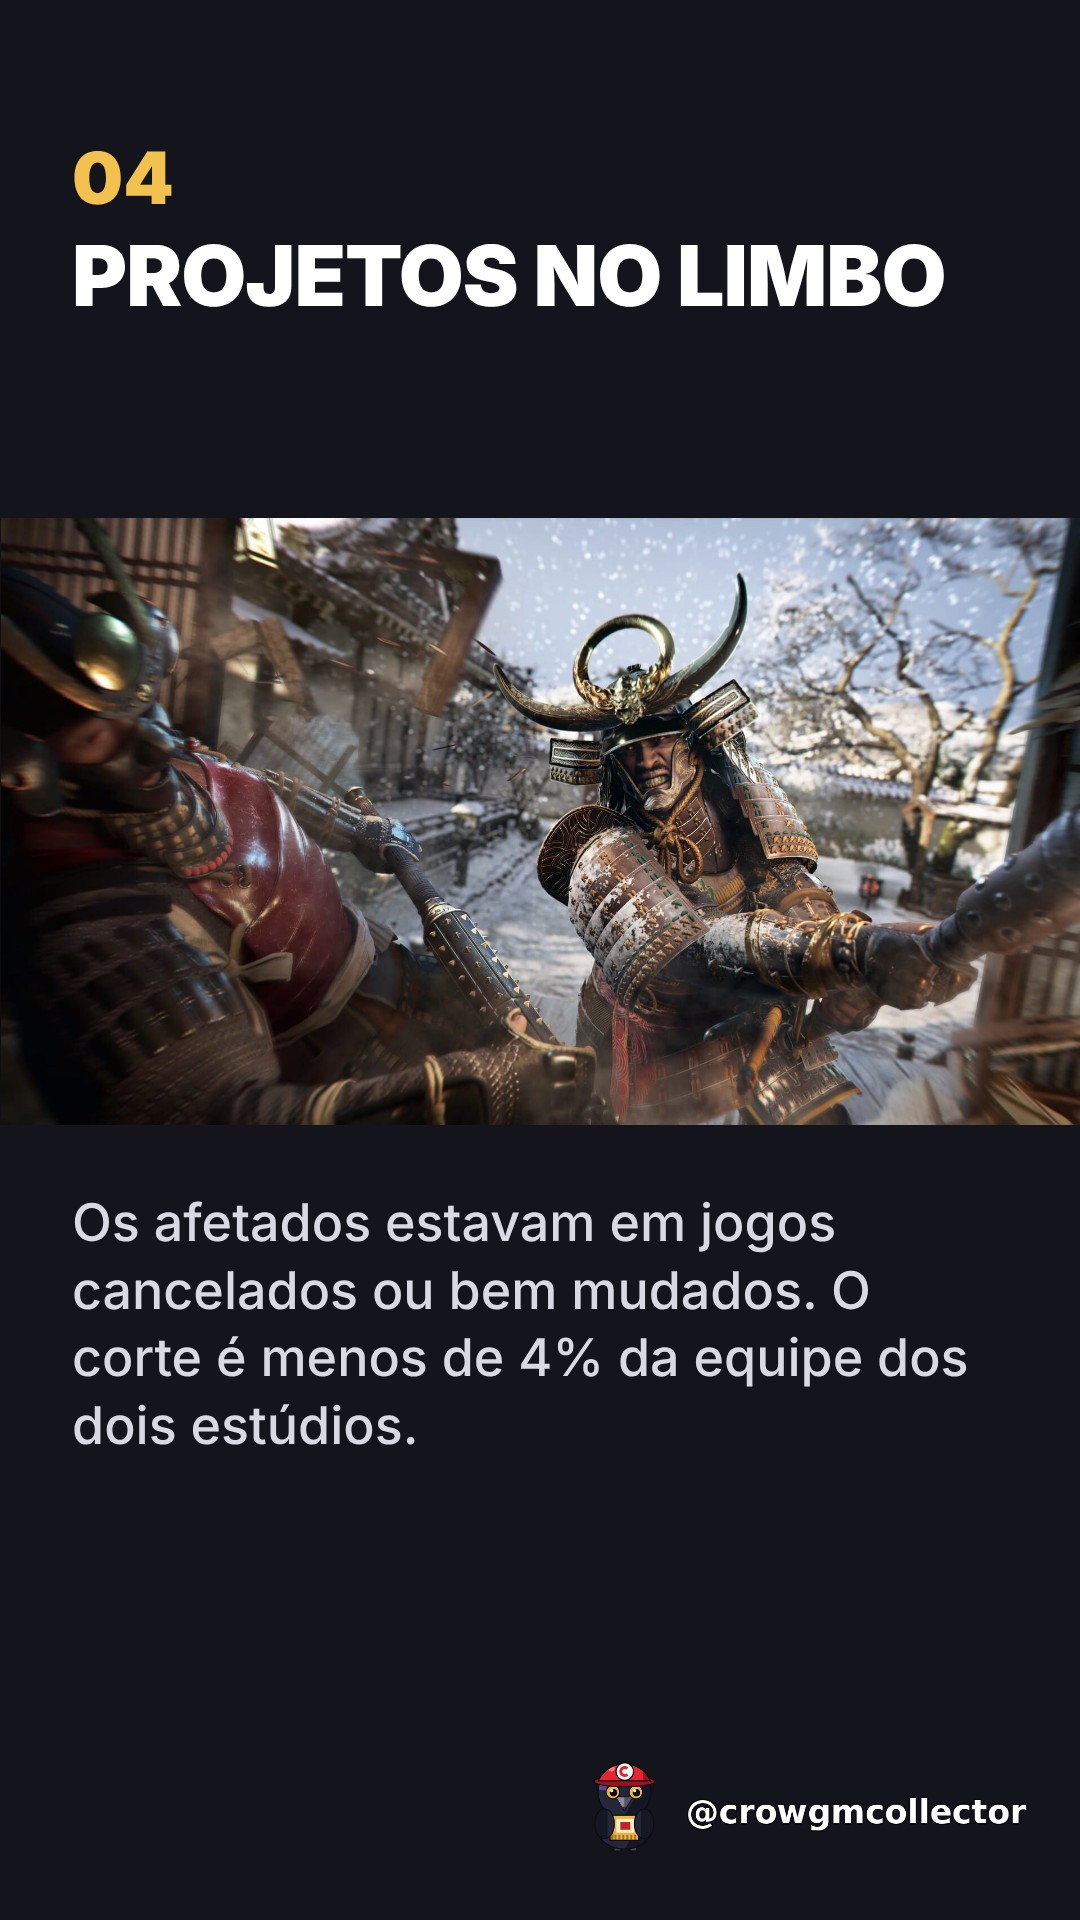 04
PROJETOS NO LIMBO
Os afetados estavam em jogos
cancelados ou bem mudados. O
corte é menos de 4% da equipe dos
dois estúdios.
C
@crowgmcollector